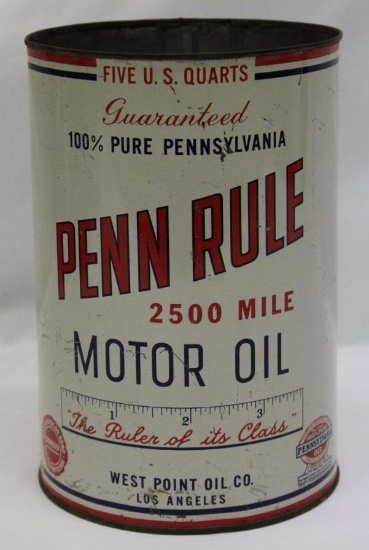 FIVE U.S. QUARTS
Guaranteed
100% PURE PENNSYLVANIA
PENN RULE
2500 MILE
MOTOR OIL
1 2 3
"The Ruler of its Class"
PENNSYLVANIA
WEST POINT OIL CO.
LOS ANGELES